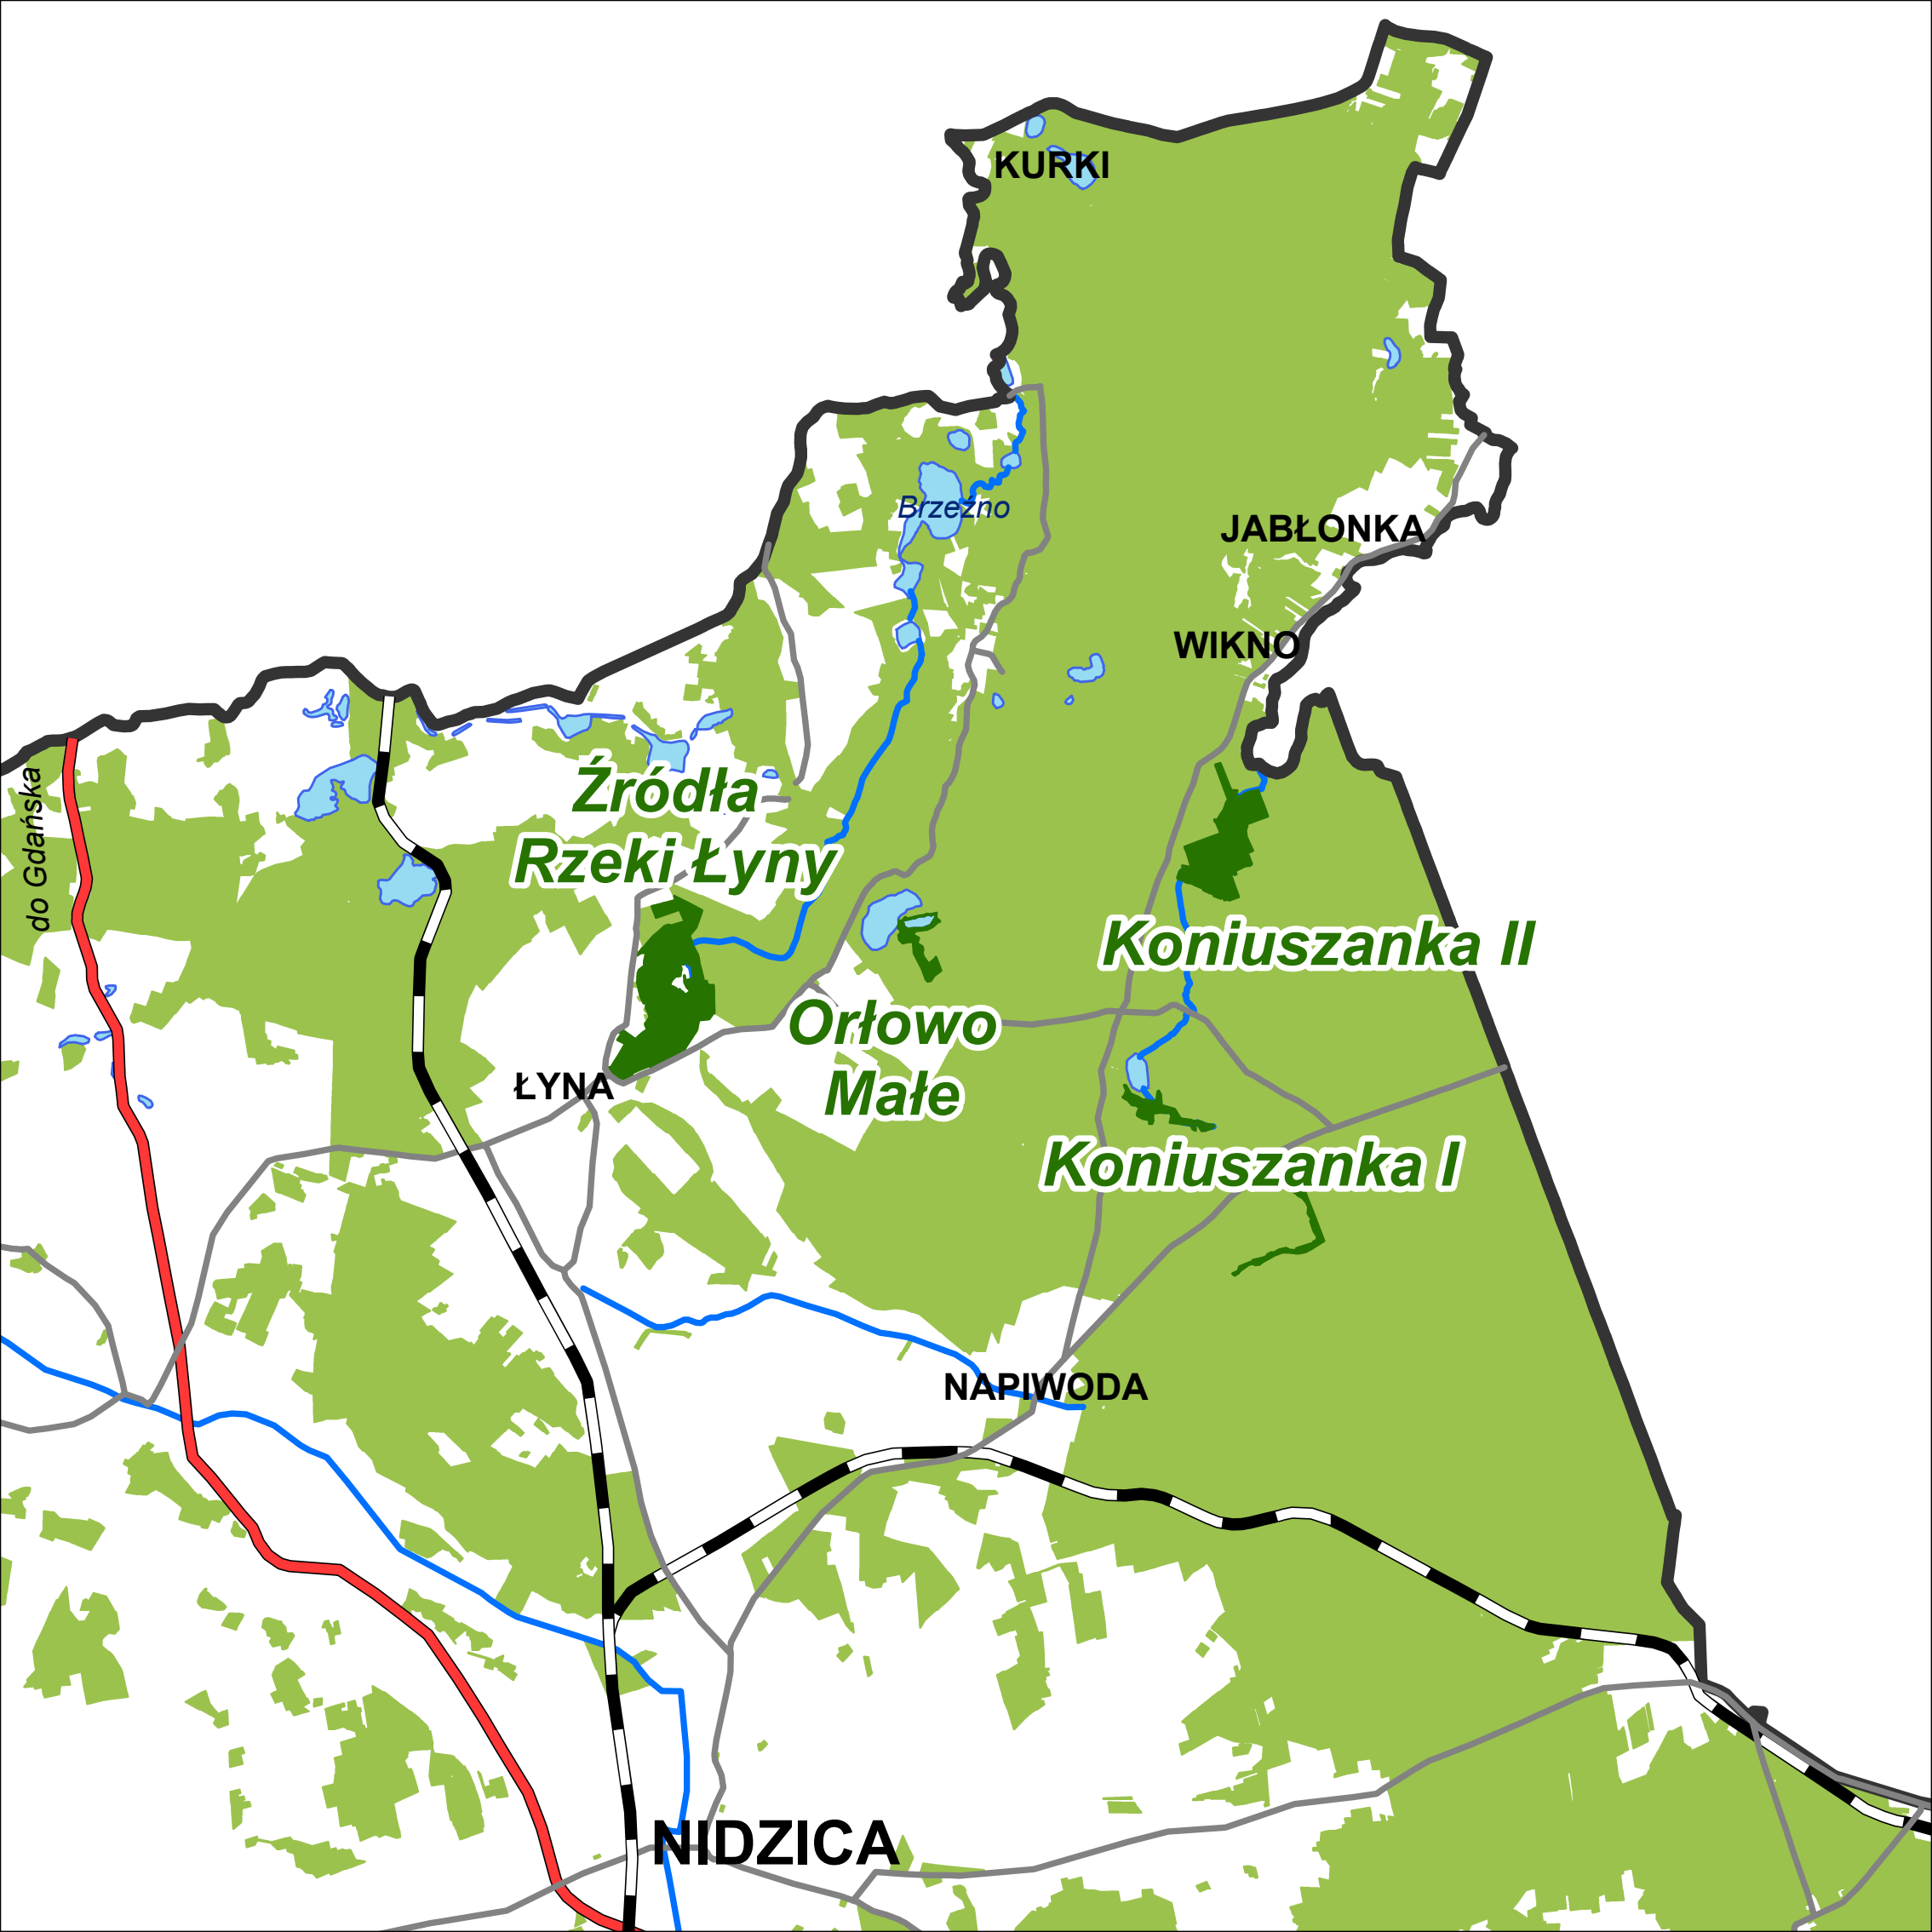 KURKI
Brzeźno
JABŁONKA
WIKNO
do Gdańska
Źródła
Rzeki Łyny
Koniuszanka II
Orłowo
Małe
ŁYNA
Koniuszanka I
NAPIWODA
NIDZICA